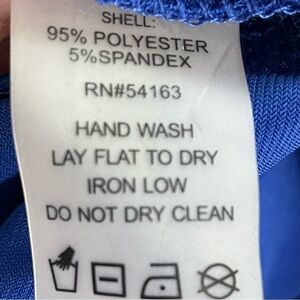 SHELL:
95% POLYESTER
5%SPANDEX
RN#54163
HAND WASH
LAY FLAT TO DRY
IRON LOW
DO NOT DRY CLEAN